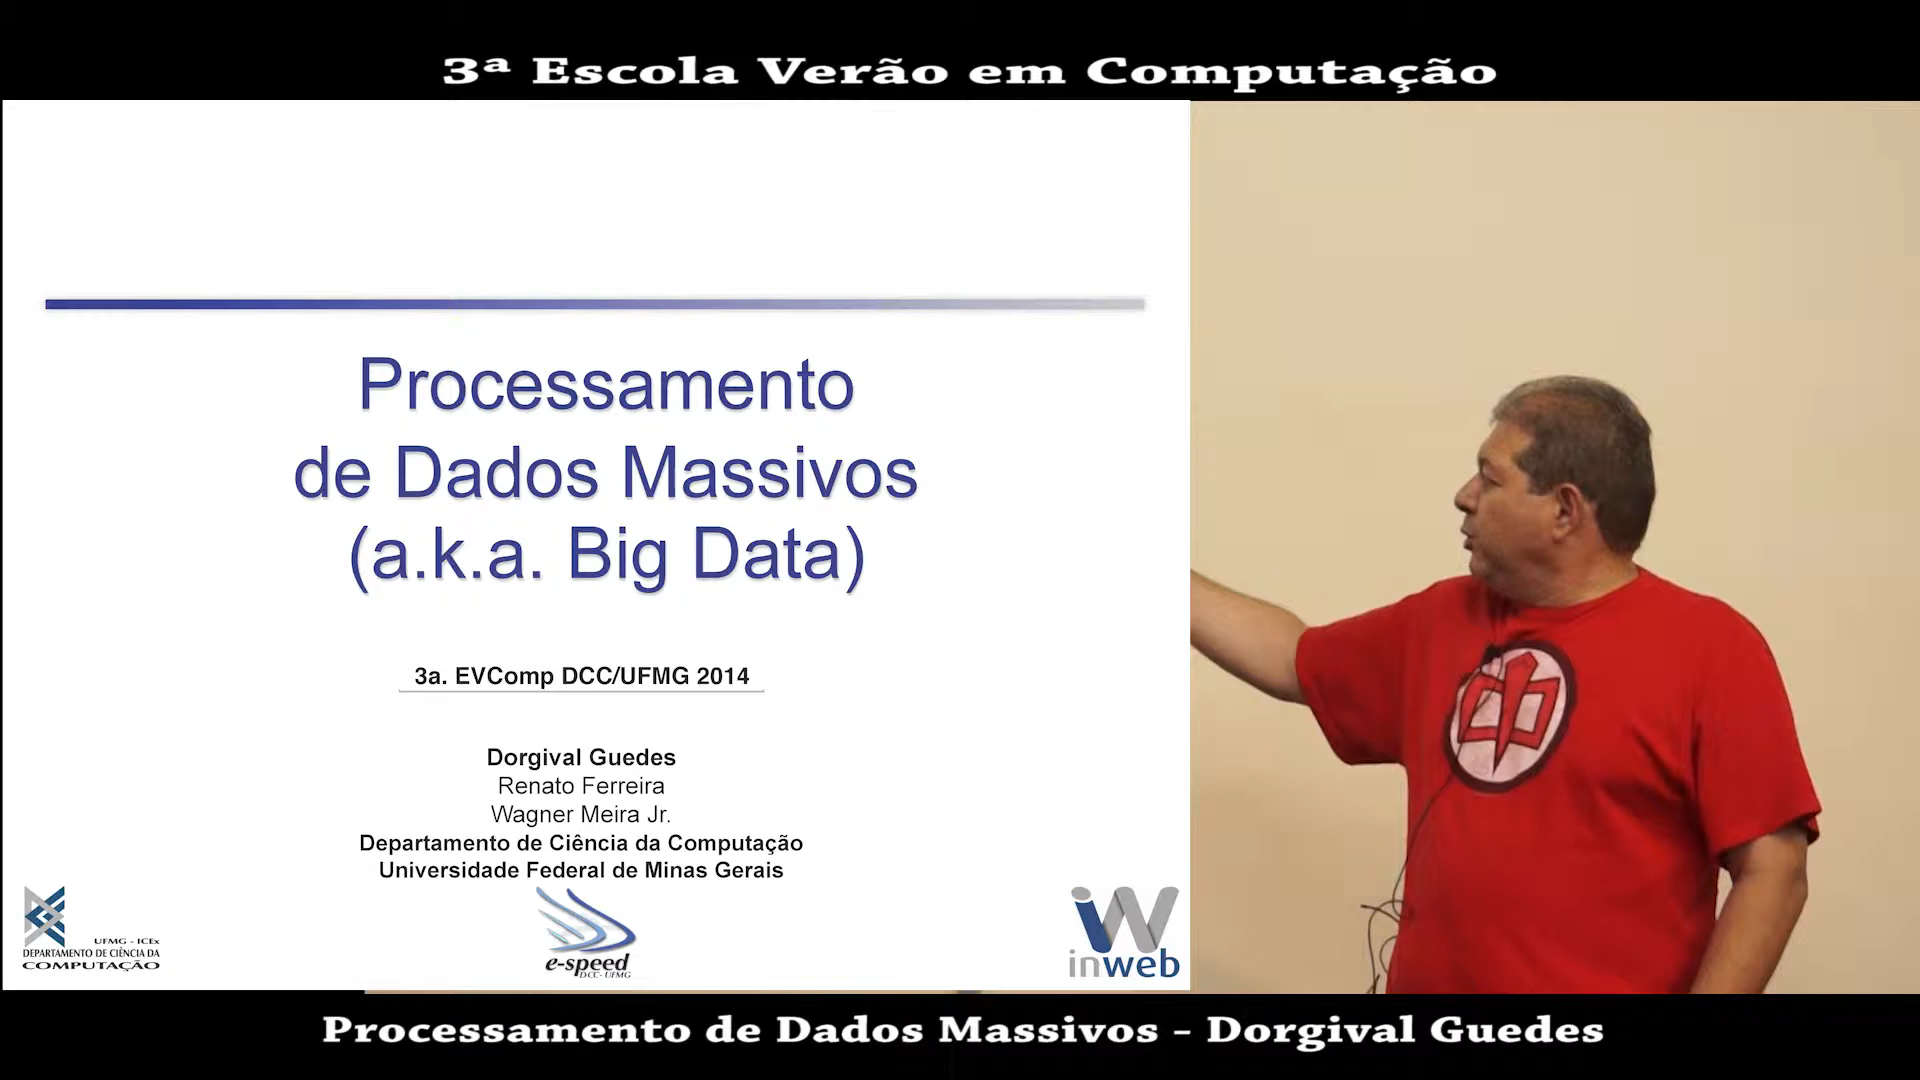 3ª Escola Verão em Computação
Processamento
de Dados Massivos
(a.k.a. Big Data)
3a. EVComp DCC/UFMG 2014
Dorgival Guedes
Renato Ferreira
Wagner Meira Jr.
Departamento de Ciência da Computação
Universidade Federal de Minas Gerais
UFMG - ICEx
DEPARTAMENTO DE CIÊNCIA DA
COMPUTAÇÃO
e-speed
DCC - UFMG
inweb
Processamento de Dados Massivos - Dorgival Guedes